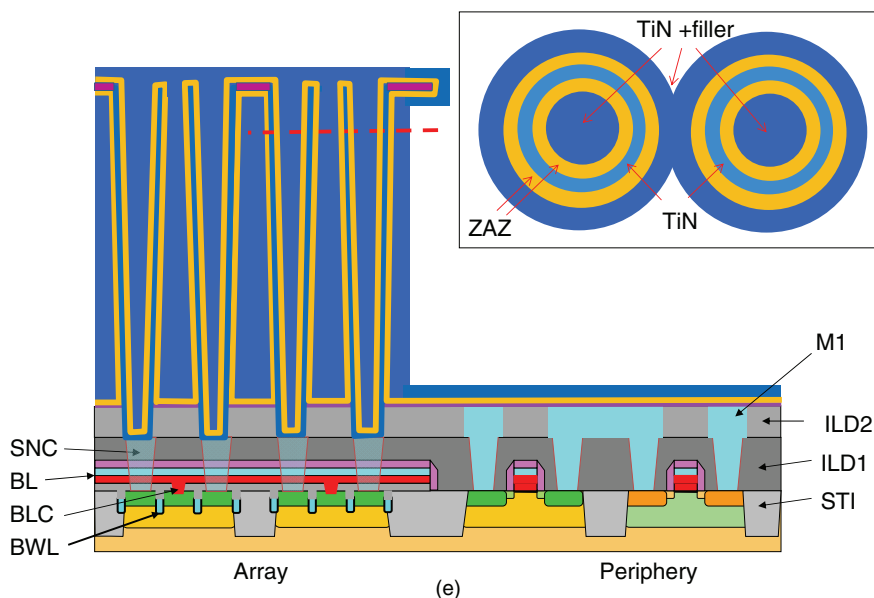 TiN +filler
ZAZ
TiN
M1
ILD2
SNC
ILD1
BL
STI
BLC
BWL
Array
Periphery
(e)